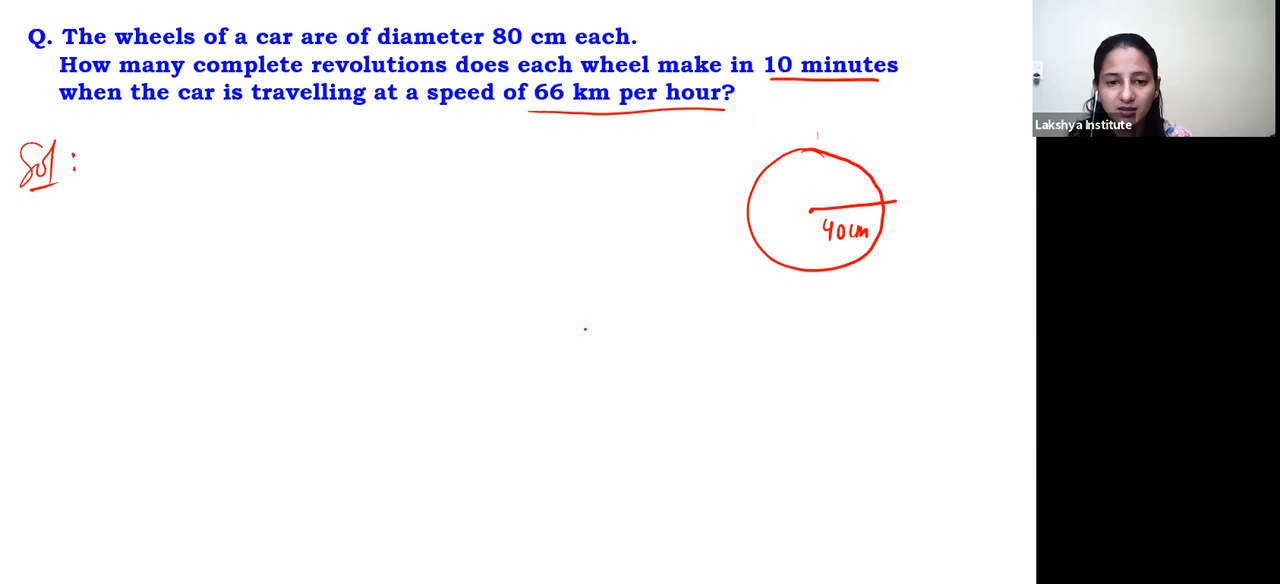 Q. The wheels of a car are of diameter 80 cm each.
How many complete revolutions does each wheel make in 10 minutes
when the car is travelling at a speed of 66 km per hour?
Lakshya Institute
Sol :
40cm